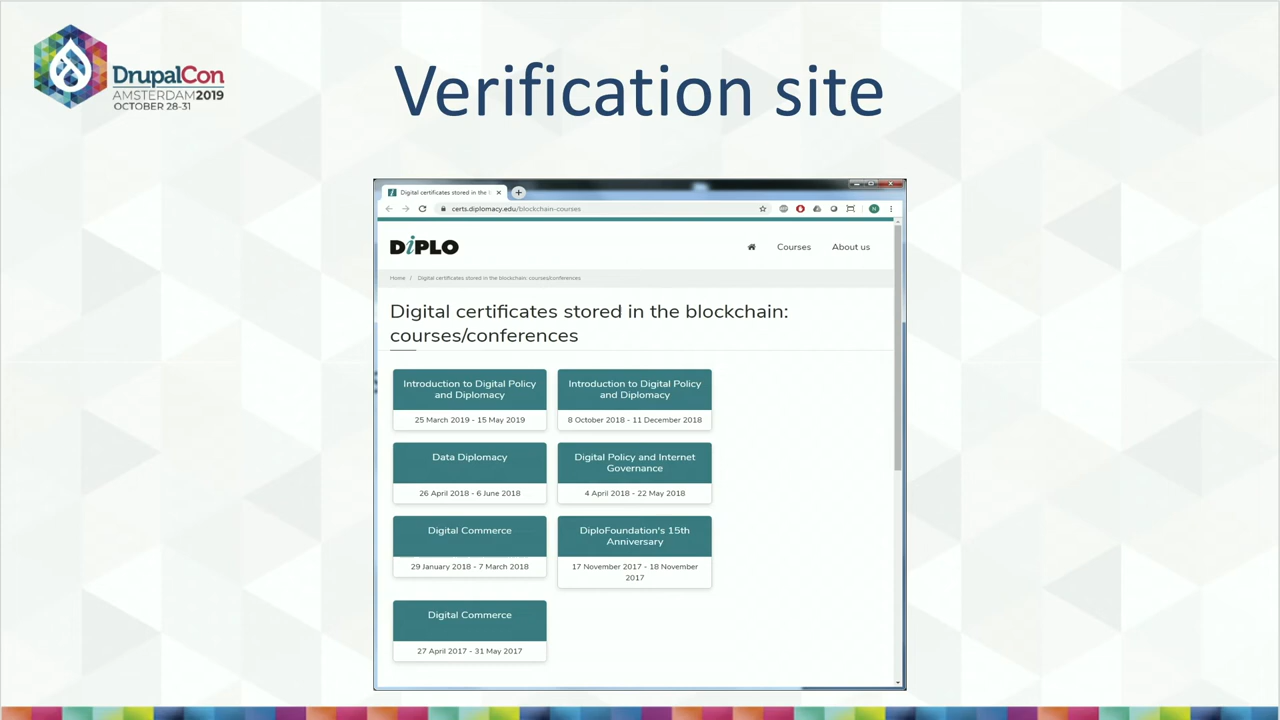 DrupalCon
AMSTERDAM2019
OCTOBER 28-31
Verification site
Digital certificates stored in the
certs.diplomacy.edu/blockchain-courses
N
DiPLO
Courses
About us
Home / Digital certificates stored in the blockchain: courses/conferences
Digital certificates stored in the blockchain:
courses/conferences
Introduction to Digital Policy
and Diplomacy
25 March 2019 - 15 May 2019
Introduction to Digital Policy
and Diplomacy
8 October 2018 - 11 December 2018
Data Diplomacy
26 April 2018 - 6 June 2018
Digital Policy and Internet
Governance
4 April 2018 - 22 May 2018
Digital Commerce
29 January 2018 - 7 March 2018
DiploFoundation's 15th
Anniversary
17 November 2017 - 18 November
2017
Digital Commerce
27 April 2017 - 31 May 2017